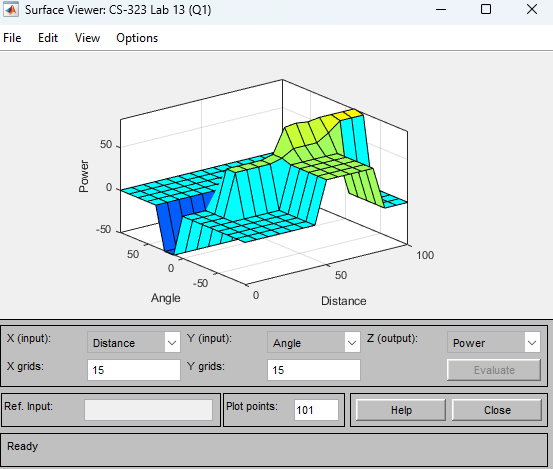 Surface Viewer: CS-323 Lab 13 (Q1)
File Edit View Options
50
0
-50
Power
50
0
-50
Angle
0
50
100
Distance
X (input): Distance Y (input): Angle Z (output): Power
X grids: 15 Y grids: 15 Evaluate
Ref. Input: Plot points: 101 Help Close
Ready